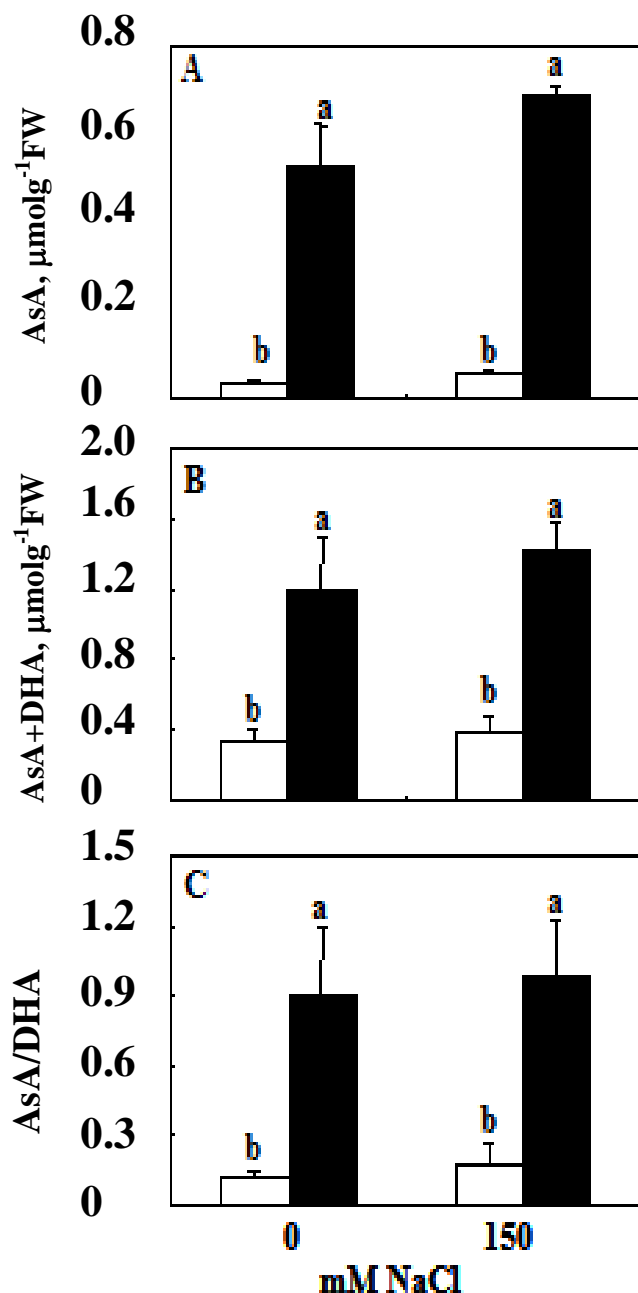 0.8
A
a
a
0.6
0.4
0.2
b
b
0
AsA, µmolg-1FW
2.0
B
a
a
1.6
1.2
0.8
b
b
0.4
0
AsA+DHA, µmolg-1FW
1.5
C
a
a
1.2
0.9
0.6
0.3
b
b
0
AsA/DHA
0
150
mM NaCl